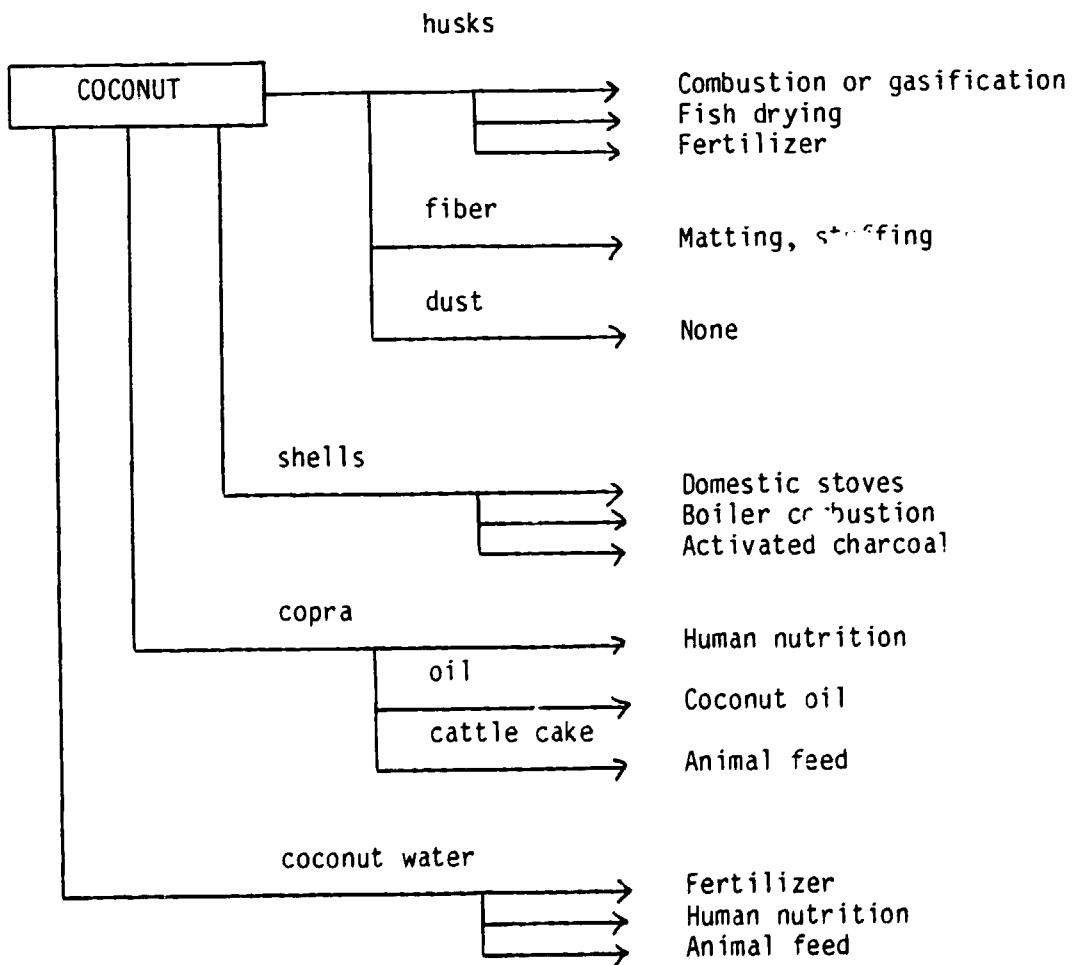 husks
COCONUT
Combustion or gasification
Fish drying
Fertilizer
fiber
Matting,
dust
None
shells
Domestic stoves
Boiler
Activated charcoal
copra
Human nutrition
oil
Coconut oil
cattle cake
Animal feed
coconut water
Fertilizer
Human nutrition
Animal feed